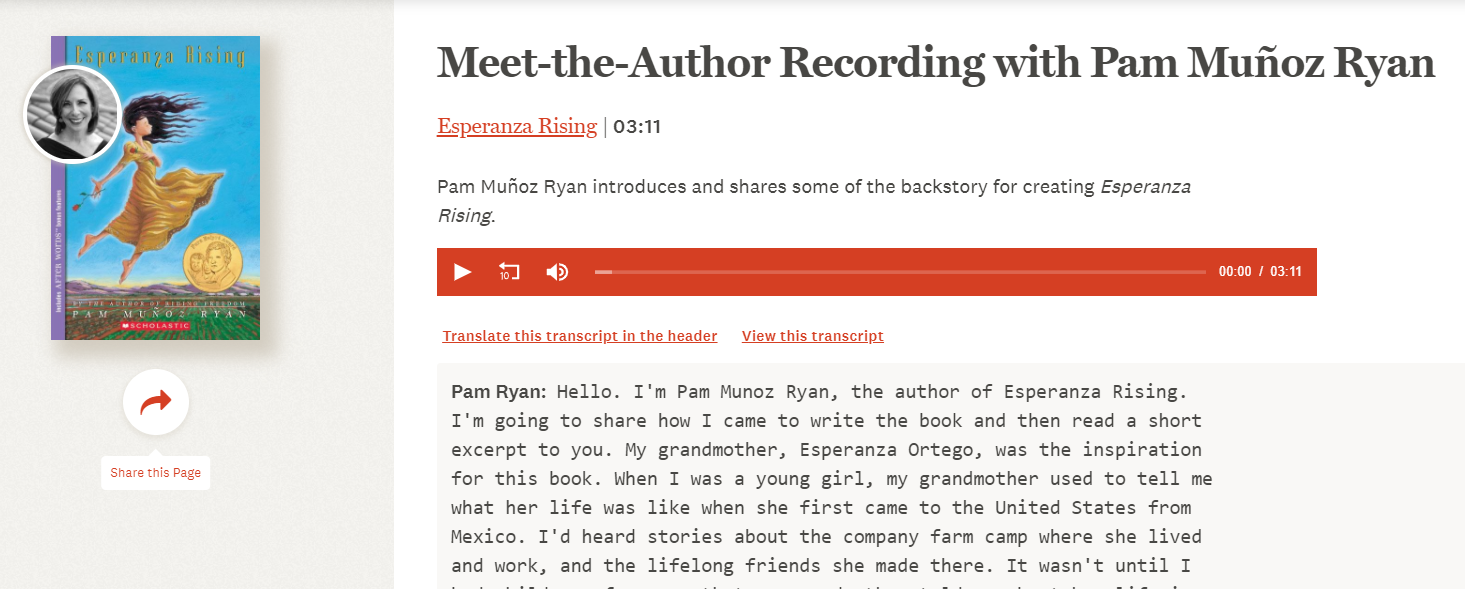 Esperanza Rising
Includes AFTER WORDS™ bonus features
BY THE AUTHOR OF RIDING FREEDOM
PAM MUÑOZ RYAN
SCHOLASTIC
Share this Page
Meet-the-Author Recording with Pam Muñoz Ryan
Esperanza Rising | 03:11
Pam Muñoz Ryan introduces and shares some of the backstory for creating Esperanza
Rising.
10
00:00 / 03:11
Translate this transcript in the header View this transcript
Pam Ryan: Hello. I'm Pam Munoz Ryan, the author of Esperanza Rising.
I'm going to share how I came to write the book and then read a short
excerpt to you. My grandmother, Esperanza Ortego, was the inspiration
for this book. When I was a young girl, my grandmother used to tell me
what her life was like when she first came to the United States from
Mexico. I'd heard stories about the company farm camp where she lived
and work, and the lifelong friends she made there. It wasn't until I